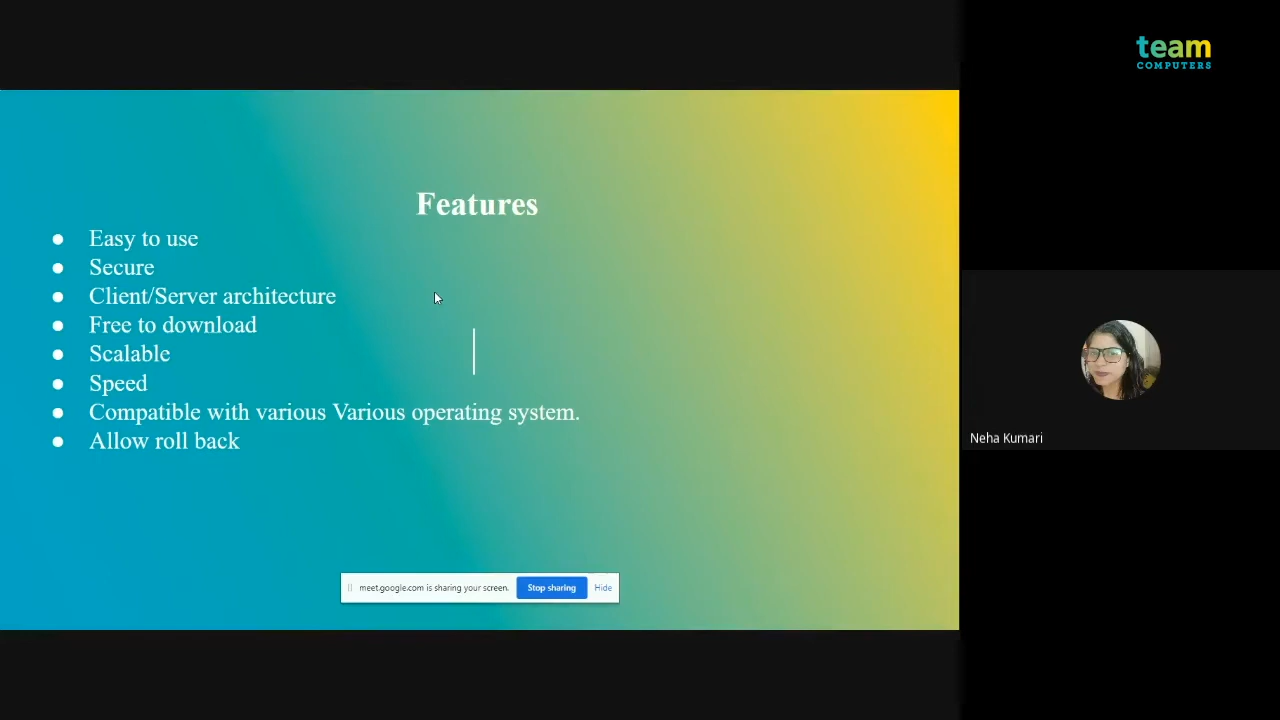 team
COMPUTERS
Features
● Easy to use
● Secure
● Client/Server architecture
● Free to download
● Scalable
● Speed
● Compatible with various Various operating system.
● Allow roll back
meet.google.com is sharing your screen. Stop sharing Hide
Neha Kumari